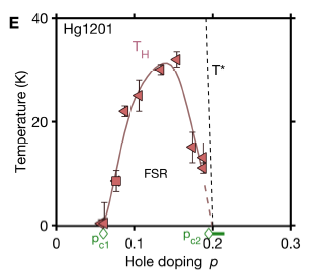 E
Hg1201
40
20
0
Temperature (K)
T_H
T*
FSR
p_c1
p_c2
0
0.1
0.2
0.3
Hole doping p